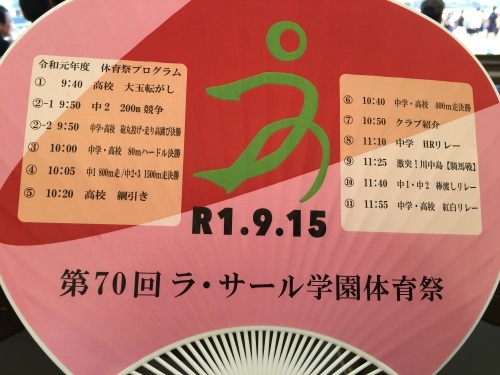 令和元年度 体育祭プログラム
① 9:40 高校 大玉転がし
②-1 9:50 中2 200m競争
②-2 9:50 中学・高校 砲丸投げ・走り高跳び決勝
③ 10:00 中学・高校 80mハードル決勝
④ 10:05 中1 800m走/中2・3 1500m走決勝
⑤ 10:20 高校 綱引き
⑥ 10:40 中学・高校 400m走決勝
⑦ 10:50 クラブ紹介
⑧ 11:10 中学 HRリレー
⑨ 11:25 激突!川中島【騎馬戦】
⑩ 11:40 中1・中2 棒渡しリレー
⑪ 11:55 中学・高校 紅白リレー
R1.9.15
第70回 ラ・サール学園体育祭